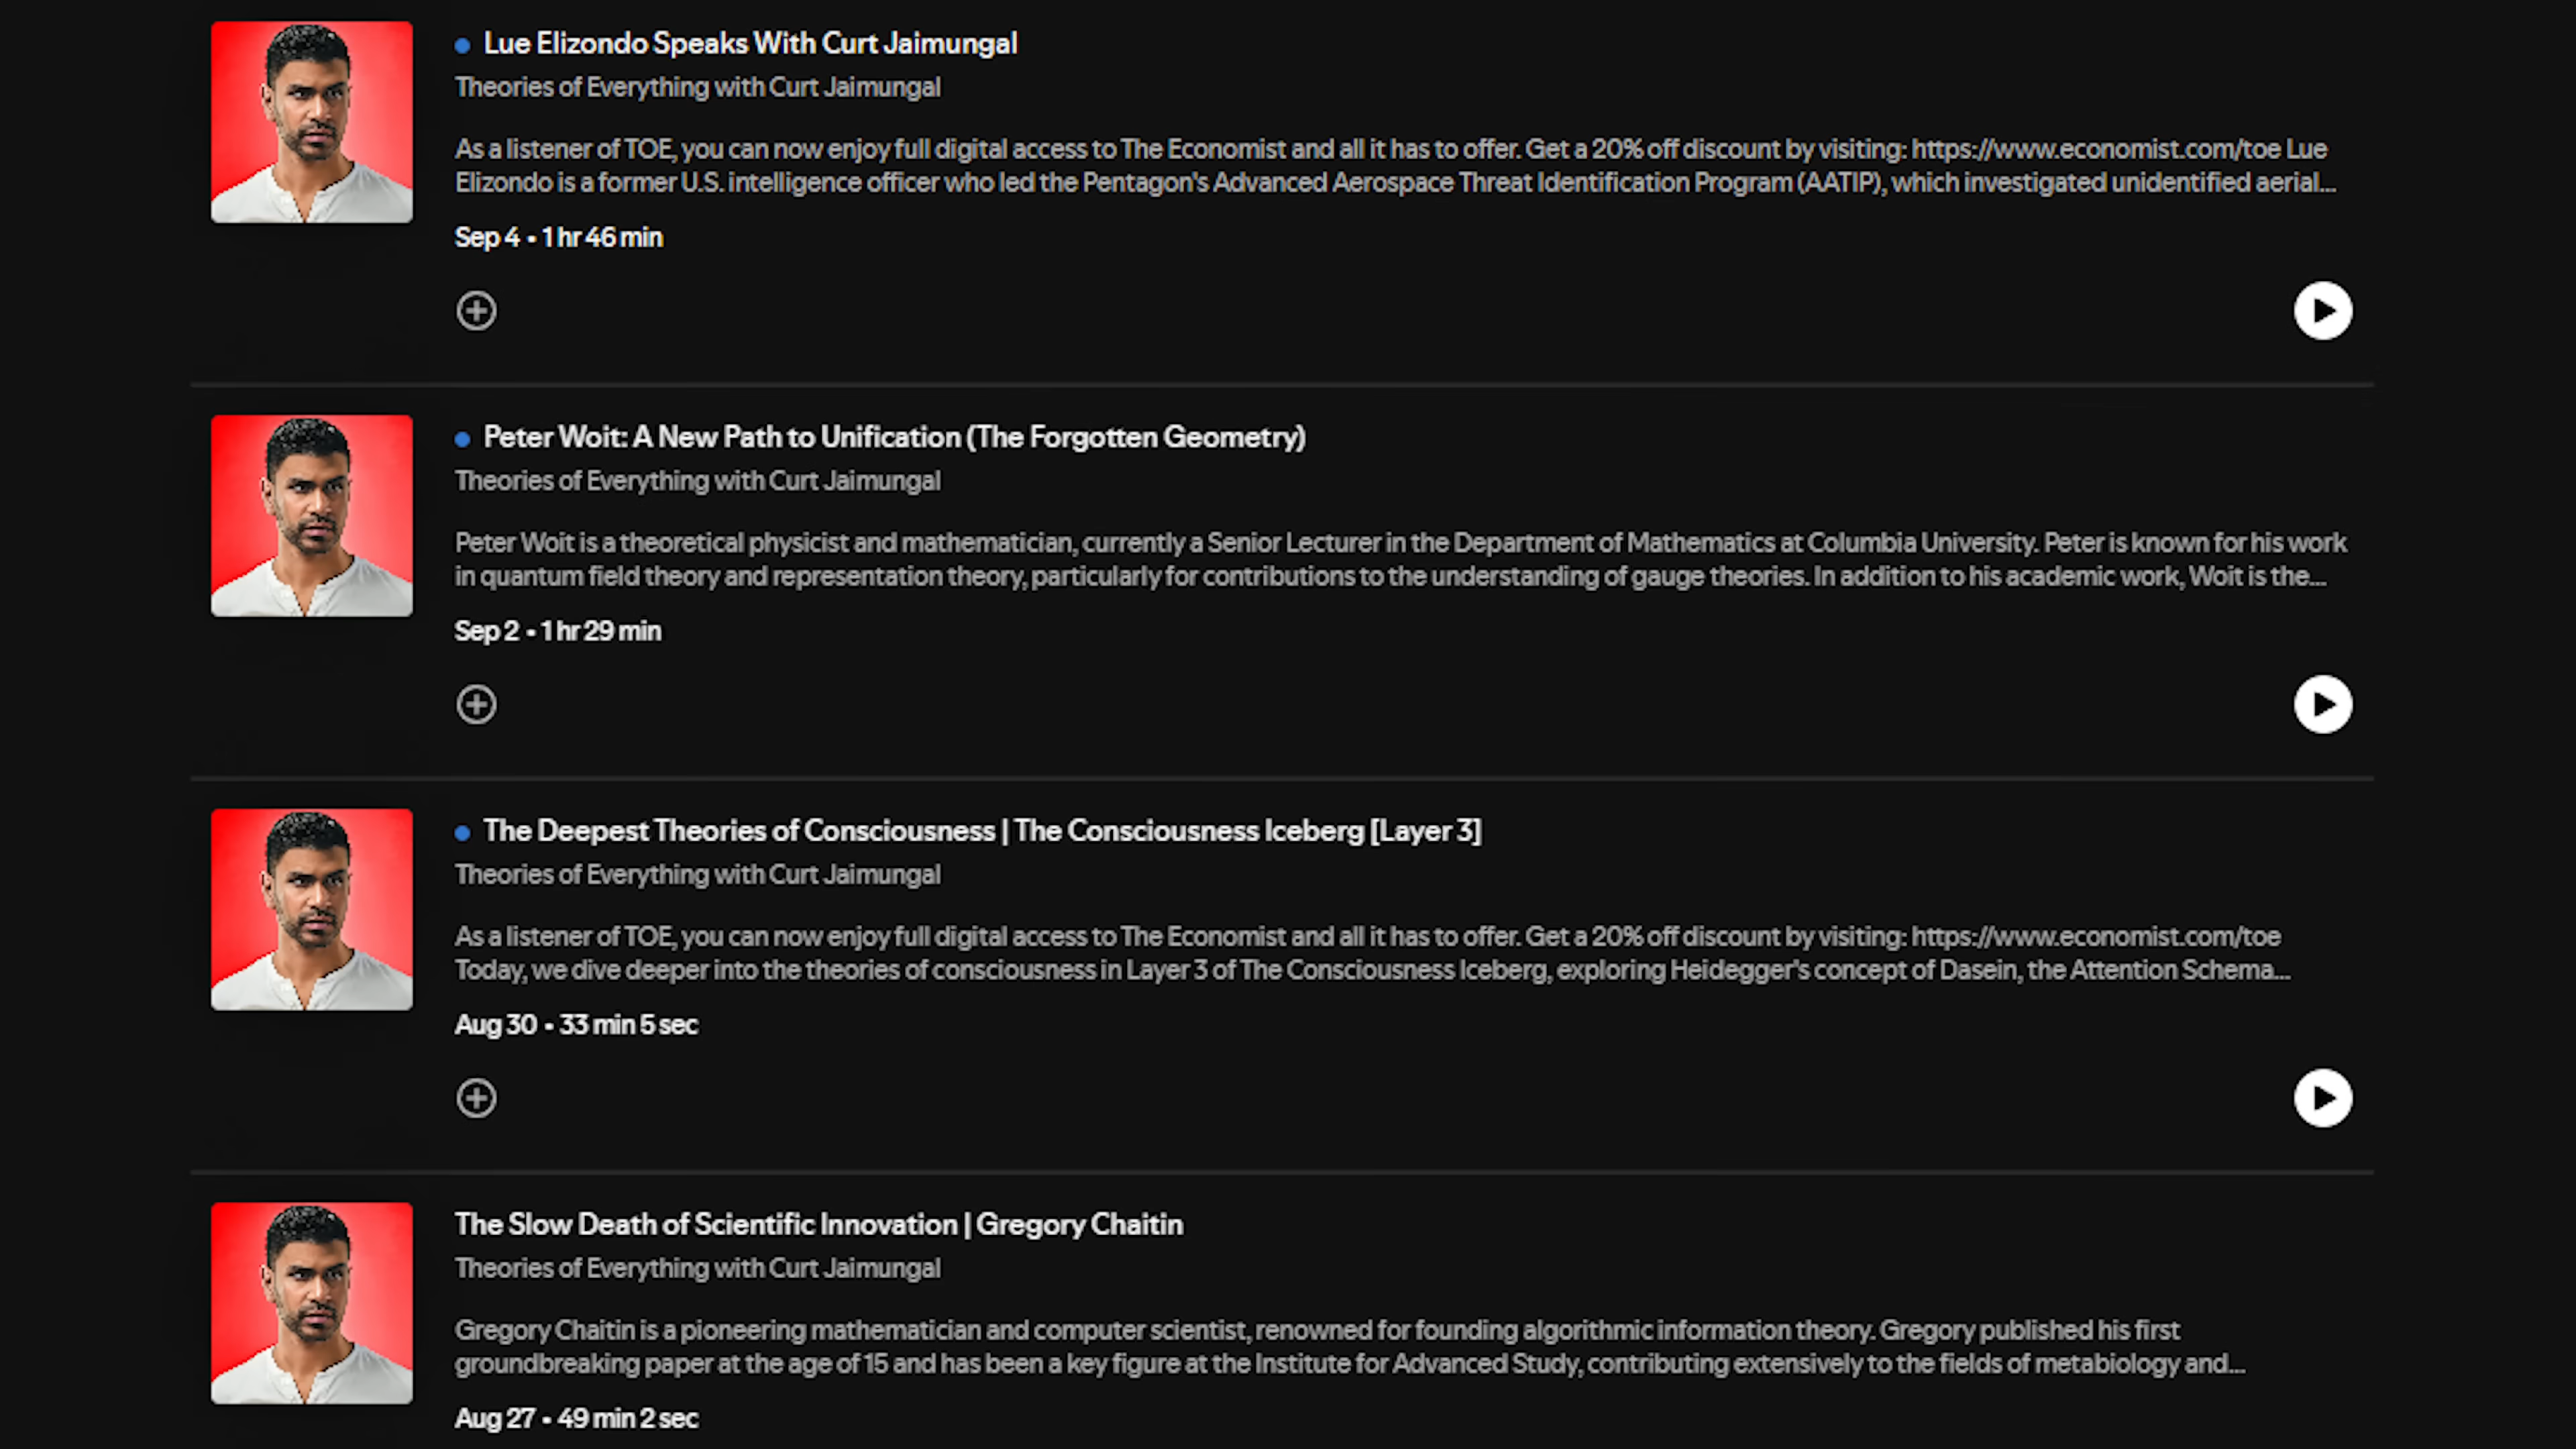 Lue Elizondo Speaks With Curt Jaimungal
Theories of Everything with Curt Jaimungal
As a listener of TOE, you can now enjoy full digital access to The Economist and all it has to offer. Get a 20% off discount by visiting: https://www.economist.com/toe Lue
Elizondo is a former U.S. intelligence officer who led the Pentagon's Advanced Aerospace Threat Identification Program (AATIP), which investigated unidentified aerial...
Sep 4 • 1 hr 46 min
Peter Woit: A New Path to Unification (The Forgotten Geometry)
Theories of Everything with Curt Jaimungal
Peter Woit is a theoretical physicist and mathematician, currently a Senior Lecturer in the Department of Mathematics at Columbia University. Peter is known for his work
in quantum field theory and representation theory, particularly for contributions to the understanding of gauge theories. In addition to his academic work, Woit is the...
Sep 2 • 1 hr 29 min
The Deepest Theories of Consciousness | The Consciousness Iceberg [Layer 3]
Theories of Everything with Curt Jaimungal
As a listener of TOE, you can now enjoy full digital access to The Economist and all it has to offer. Get a 20% off discount by visiting: https://www.economist.com/toe
Today, we dive deeper into the theories of consciousness in Layer 3 of The Consciousness Iceberg, exploring Heidegger's concept of Dasein, the Attention Schema...
Aug 30 • 33 min 5 sec
The Slow Death of Scientific Innovation | Gregory Chaitin
Theories of Everything with Curt Jaimungal
Gregory Chaitin is a pioneering mathematician and computer scientist, renowned for founding algorithmic information theory. Gregory published his first
groundbreaking paper at the age of 15 and has been a key figure at the Institute for Advanced Study, contributing extensively to the fields of metabiology and...
Aug 27 • 49 min 2 sec